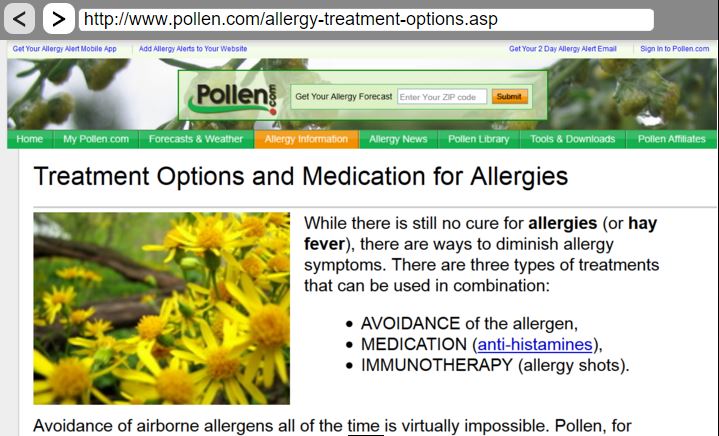 http://www.pollen.com/allergy-treatment-options.asp
Get Your Allergy Alert Mobile App Add Allergy Alerts to Your Website Get Your 2 Day Allergy Alert Email Sign In to Pollen.com
Pollen.com Get Your Allergy Forecast Enter Your ZIP code Submit
Home My Pollen.com Forecasts & Weather Allergy Information Allergy News Pollen Library Tools & Downloads Pollen Affiliates
Treatment Options and Medication for Allergies
While there is still no cure for allergies (or hay
fever), there are ways to diminish allergy
symptoms. There are three types of treatments
that can be used in combination:
• AVOIDANCE of the allergen,
• MEDICATION (anti-histamines),
• IMMUNOTHERAPY (allergy shots).
Avoidance of airborne allergens all of the time is virtually impossible. Pollen, for